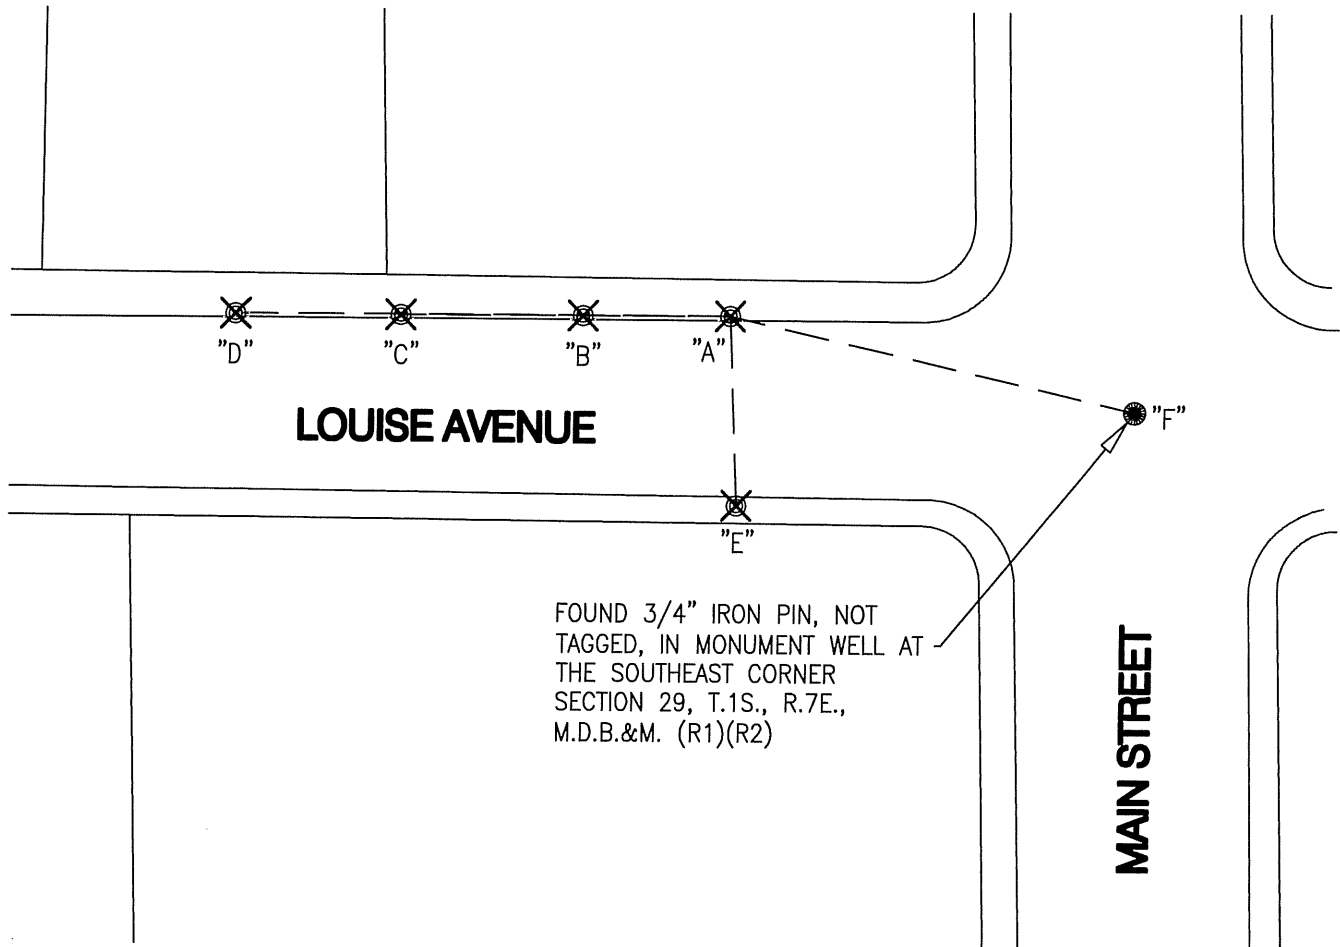 "D"
"C"
"B"
"A"
"F"
LOUISE AVENUE
"E"
FOUND 3/4" IRON PIN, NOT
TAGGED, IN MONUMENT WELL AT
THE SOUTHEAST CORNER
SECTION 29, T.1S., R.7E.,
M.D.B.&M. (R1)(R2)
MAIN STREET